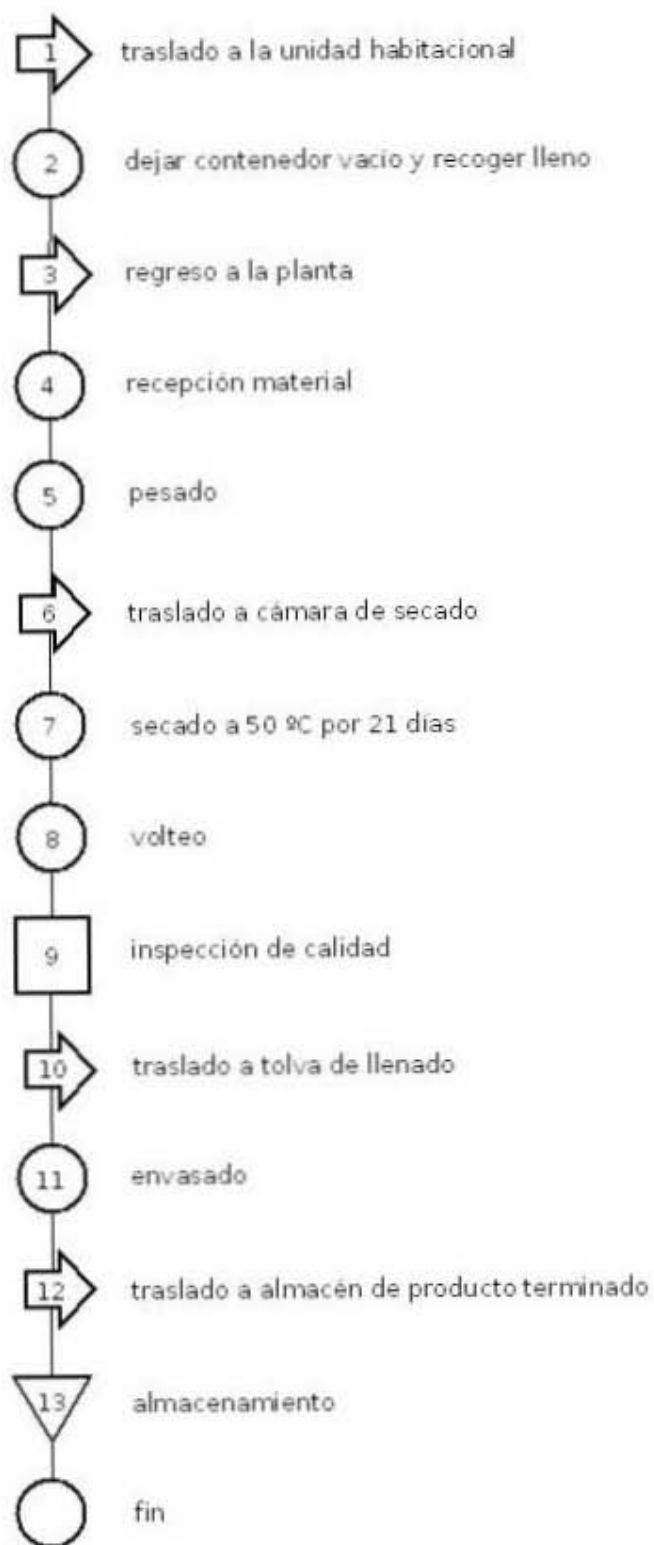 1 traslado a la unidad habitacional
2 dejar contenedor vacío y recoger lleno
3 regreso a la planta
4 recepción material
5 pesado
6 traslado a cámara de secado
7 secado a 50 ºC por 21 días
8 volteo
9 inspección de calidad
10 traslado a tolva de llenado
11 envasado
12 traslado a almacén de producto terminado
13 almacenamiento
fin